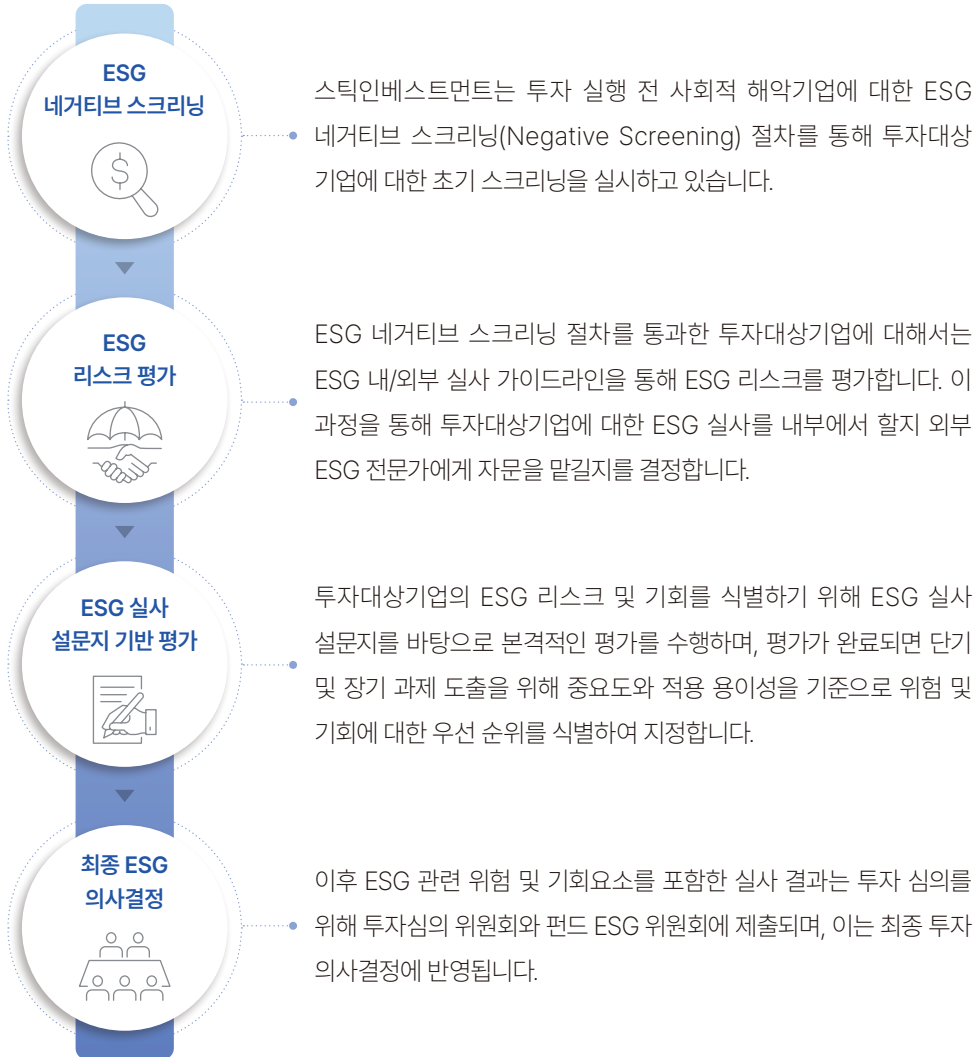 ESG
네거티브 스크리닝
스틱인베스트먼트는 투자 실행 전 사회적 해악기업에 대한 ESG
네거티브 스크리닝(Negative Screening) 절차를 통해 투자대상
기업에 대한 초기 스크리닝을 실시하고 있습니다.
ESG
리스크 평가
ESG 네거티브 스크리닝 절차를 통과한 투자대상기업에 대해서는
ESG 내/외부 실사 가이드라인을 통해 ESG 리스크를 평가합니다. 이
과정을 통해 투자대상기업에 대한 ESG 실사를 내부에서 할지 외부
ESG 전문가에게 자문을 맡길지를 결정합니다.
ESG 실사
설문지 기반 평가
투자대상기업의 ESG 리스크 및 기회를 식별하기 위해 ESG 실사
설문지를 바탕으로 본격적인 평가를 수행하며, 평가가 완료되면 단기
및 장기 과제 도출을 위해 중요도와 적용 용이성을 기준으로 위험 및
기회에 대한 우선 순위를 식별하여 지정합니다.
최종 ESG
의사결정
이후 ESG 관련 위험 및 기회요소를 포함한 실사 결과는 투자 심의를
위해 투자심의 위원회와 펀드 ESG 위원회에 제출되며, 이는 최종 투자
의사결정에 반영됩니다.